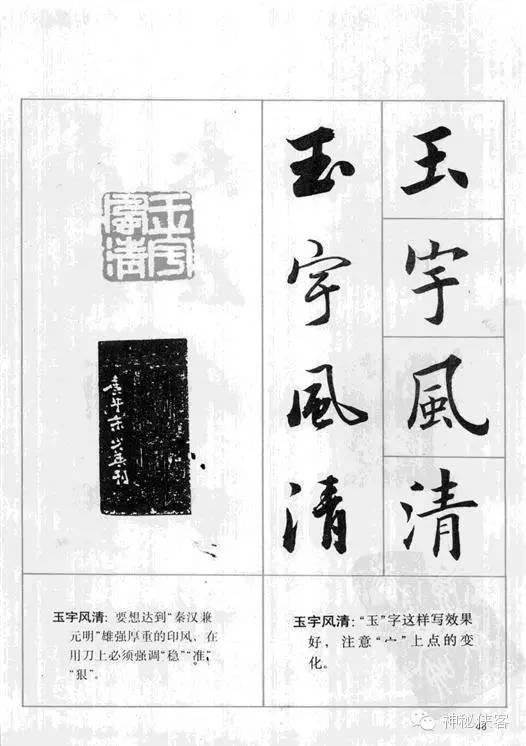 玉宇風清
玉宇風清
玉宇風清
玉宇风清:“玉”字这样写效果
好,注意“宀”上点的变
化。
玉宇风清:要想达到“秦汉兼
元明”雄强厚重的印风、在
用刀上必须强调“稳”“准”,
“狠”。
48
神秘侠客